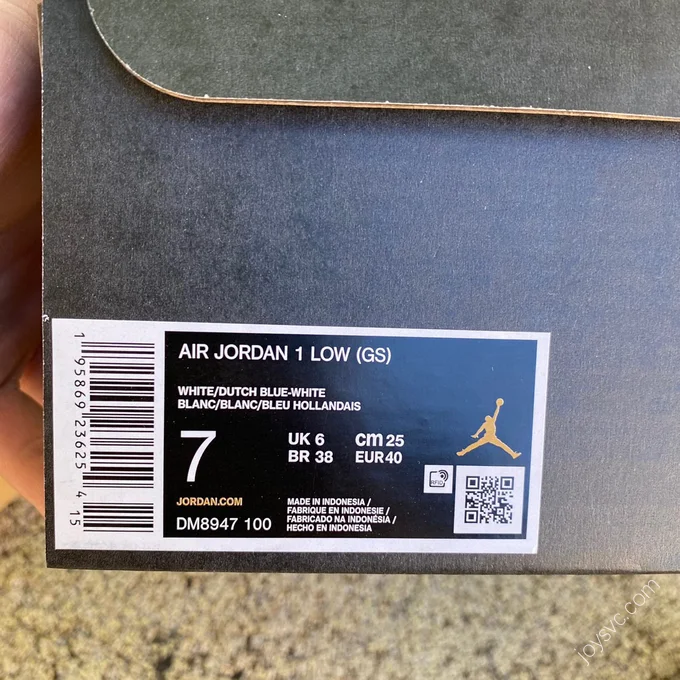 AIR JORDAN 1 LOW (GS)
WHITE/DUTCH BLUE-WHITE
BLANC/BLANC/BLEU HOLLANDAIS
7
UK 6 cm 25
BR 38 EUR 40
JORDAN.COM
DM8947 100
MADE IN INDONESIA /
FABRIQUE EN INDONESIE /
FABRICADO NA INDONÉSIA /
HECHO EN INDONESIA
RFID
1 95869 23625 4 15
joysvc.com